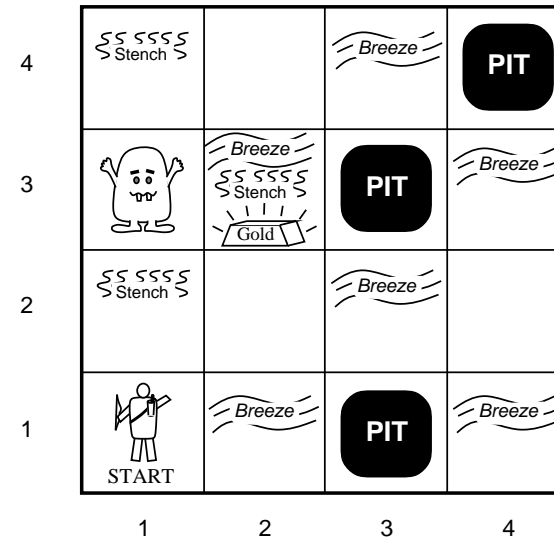 4
Stench
Breeze
PIT
3
Breeze
Stench
Gold
PIT
Breeze
2
Stench
Breeze
1
START
Breeze
PIT
Breeze
1 2 3 4